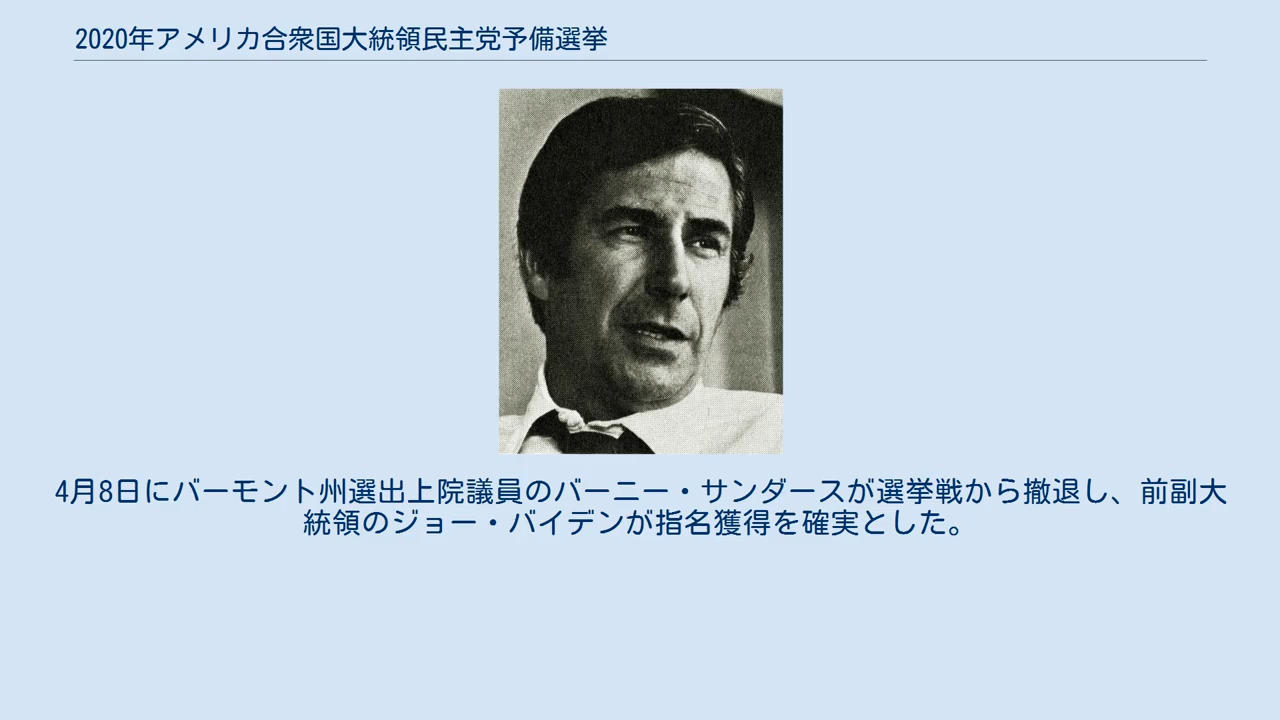 2020年アメリカ合衆国大統領民主党予備選挙
4月8日にバーモント州選出上院議員のバーニー・サンダースが選挙戦から撤退し、前副大
統領のジョー・バイデンが指名獲得を確実とした。